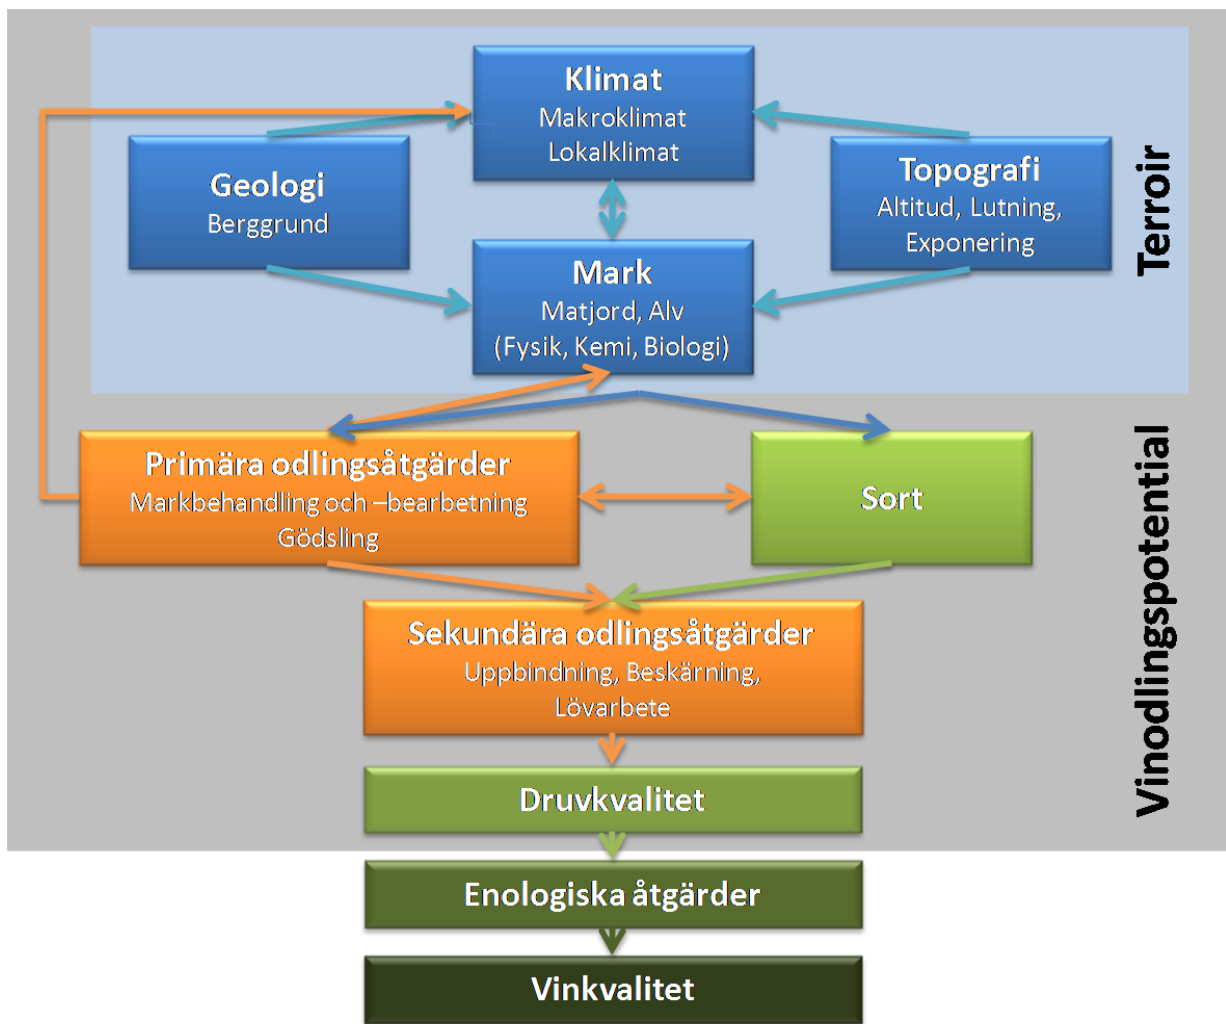 Klimat
Makroklimat
Lokalklimat
Geologi
Berggrund
Topografi
Altitud, Lutning,
Exponering
Mark
Matjord, Alv
(Fysik, Kemi, Biologi)
Terroir
Primära odlingsåtgärder
Markbehandling och –bearbetning
Gödsling
Sort
Sekundära odlingsåtgärder
Uppbindning, Beskärning,
Lövarbete
Druvkvalitet
Vinodlingspotential
Enologiska åtgärder
Vinkvalitet